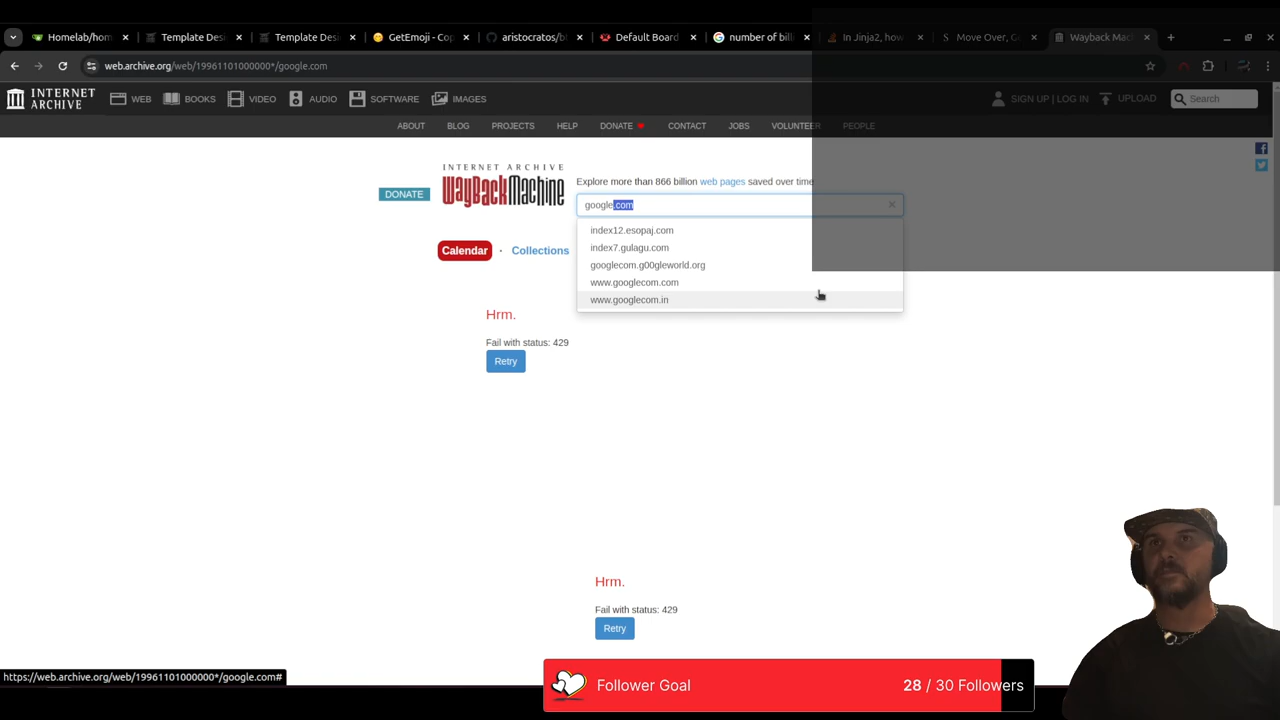 Homelab/hom
Template Desi
Template Desi
GetEmoji - Cop
aristocratos/bt
Default Board
number of bill
In Jinja2, how
Move Over, G
Wayback Mac
web.archive.org/web/19961101000000*/google.com
INTERNET ARCHIVE
WEB
BOOKS
VIDEO
AUDIO
SOFTWARE
IMAGES
SIGN UP | LOG IN
UPLOAD
Search
ABOUT
BLOG
PROJECTS
HELP
DONATE
CONTACT
JOBS
VOLUNTEER
PEOPLE
DONATE
INTERNET ARCHIVE
WayBackMachine
Explore more than 866 billion web pages saved over time
google.com
index12.esopaj.com
index7.gulagu.com
googlecom.g00gleworld.org
www.googlecom.com
www.googlecom.in
Calendar · Collections
Hrm.
Fail with status: 429
Retry
Hrm.
Fail with status: 429
Retry
https://web.archive.org/web/19961101000000*/google.com#
Follower Goal
28 / 30 Followers